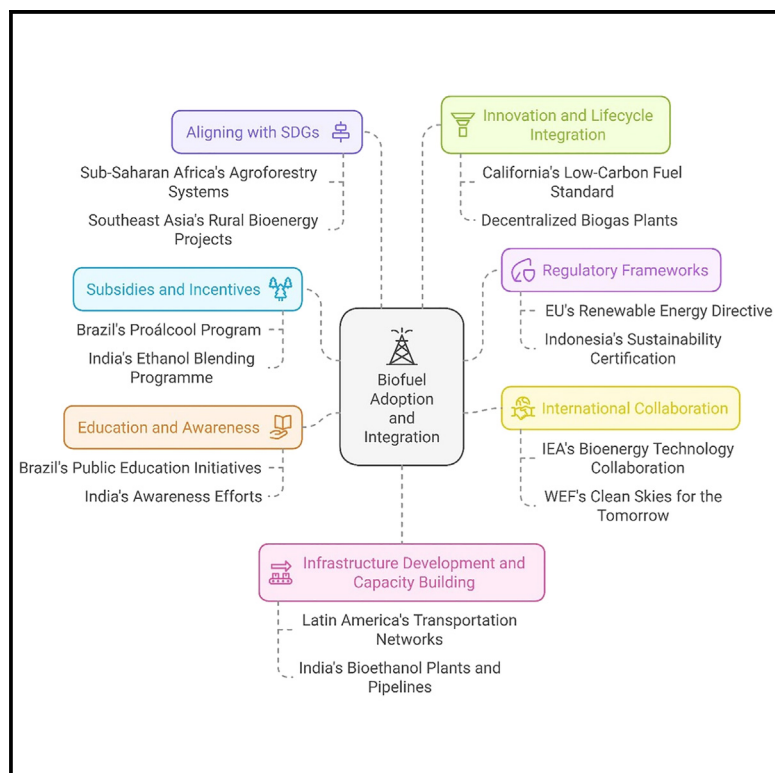 Aligning with SDGs
Sub-Saharan Africa's Agroforestry
Systems
Southeast Asia's Rural Bioenergy
Projects
Innovation and Lifecycle
Integration
California's Low-Carbon Fuel
Standard
Decentralized Biogas Plants
Subsidies and Incentives
Brazil's Proálcool Program
India's Ethanol Blending
Programme
Regulatory Frameworks
EU's Renewable Energy Directive
Indonesia's Sustainability
Certification
Biofuel
Adoption
and
Integration
Education and Awareness
Brazil's Public Education Initiatives
India's Awareness Efforts
International Collaboration
IEA's Bioenergy Technology
Collaboration
WEF's Clean Skies for the
Tomorrow
Infrastructure Development and
Capacity Building
Latin America's Transportation
Networks
India's Bioethanol Plants and
Pipelines